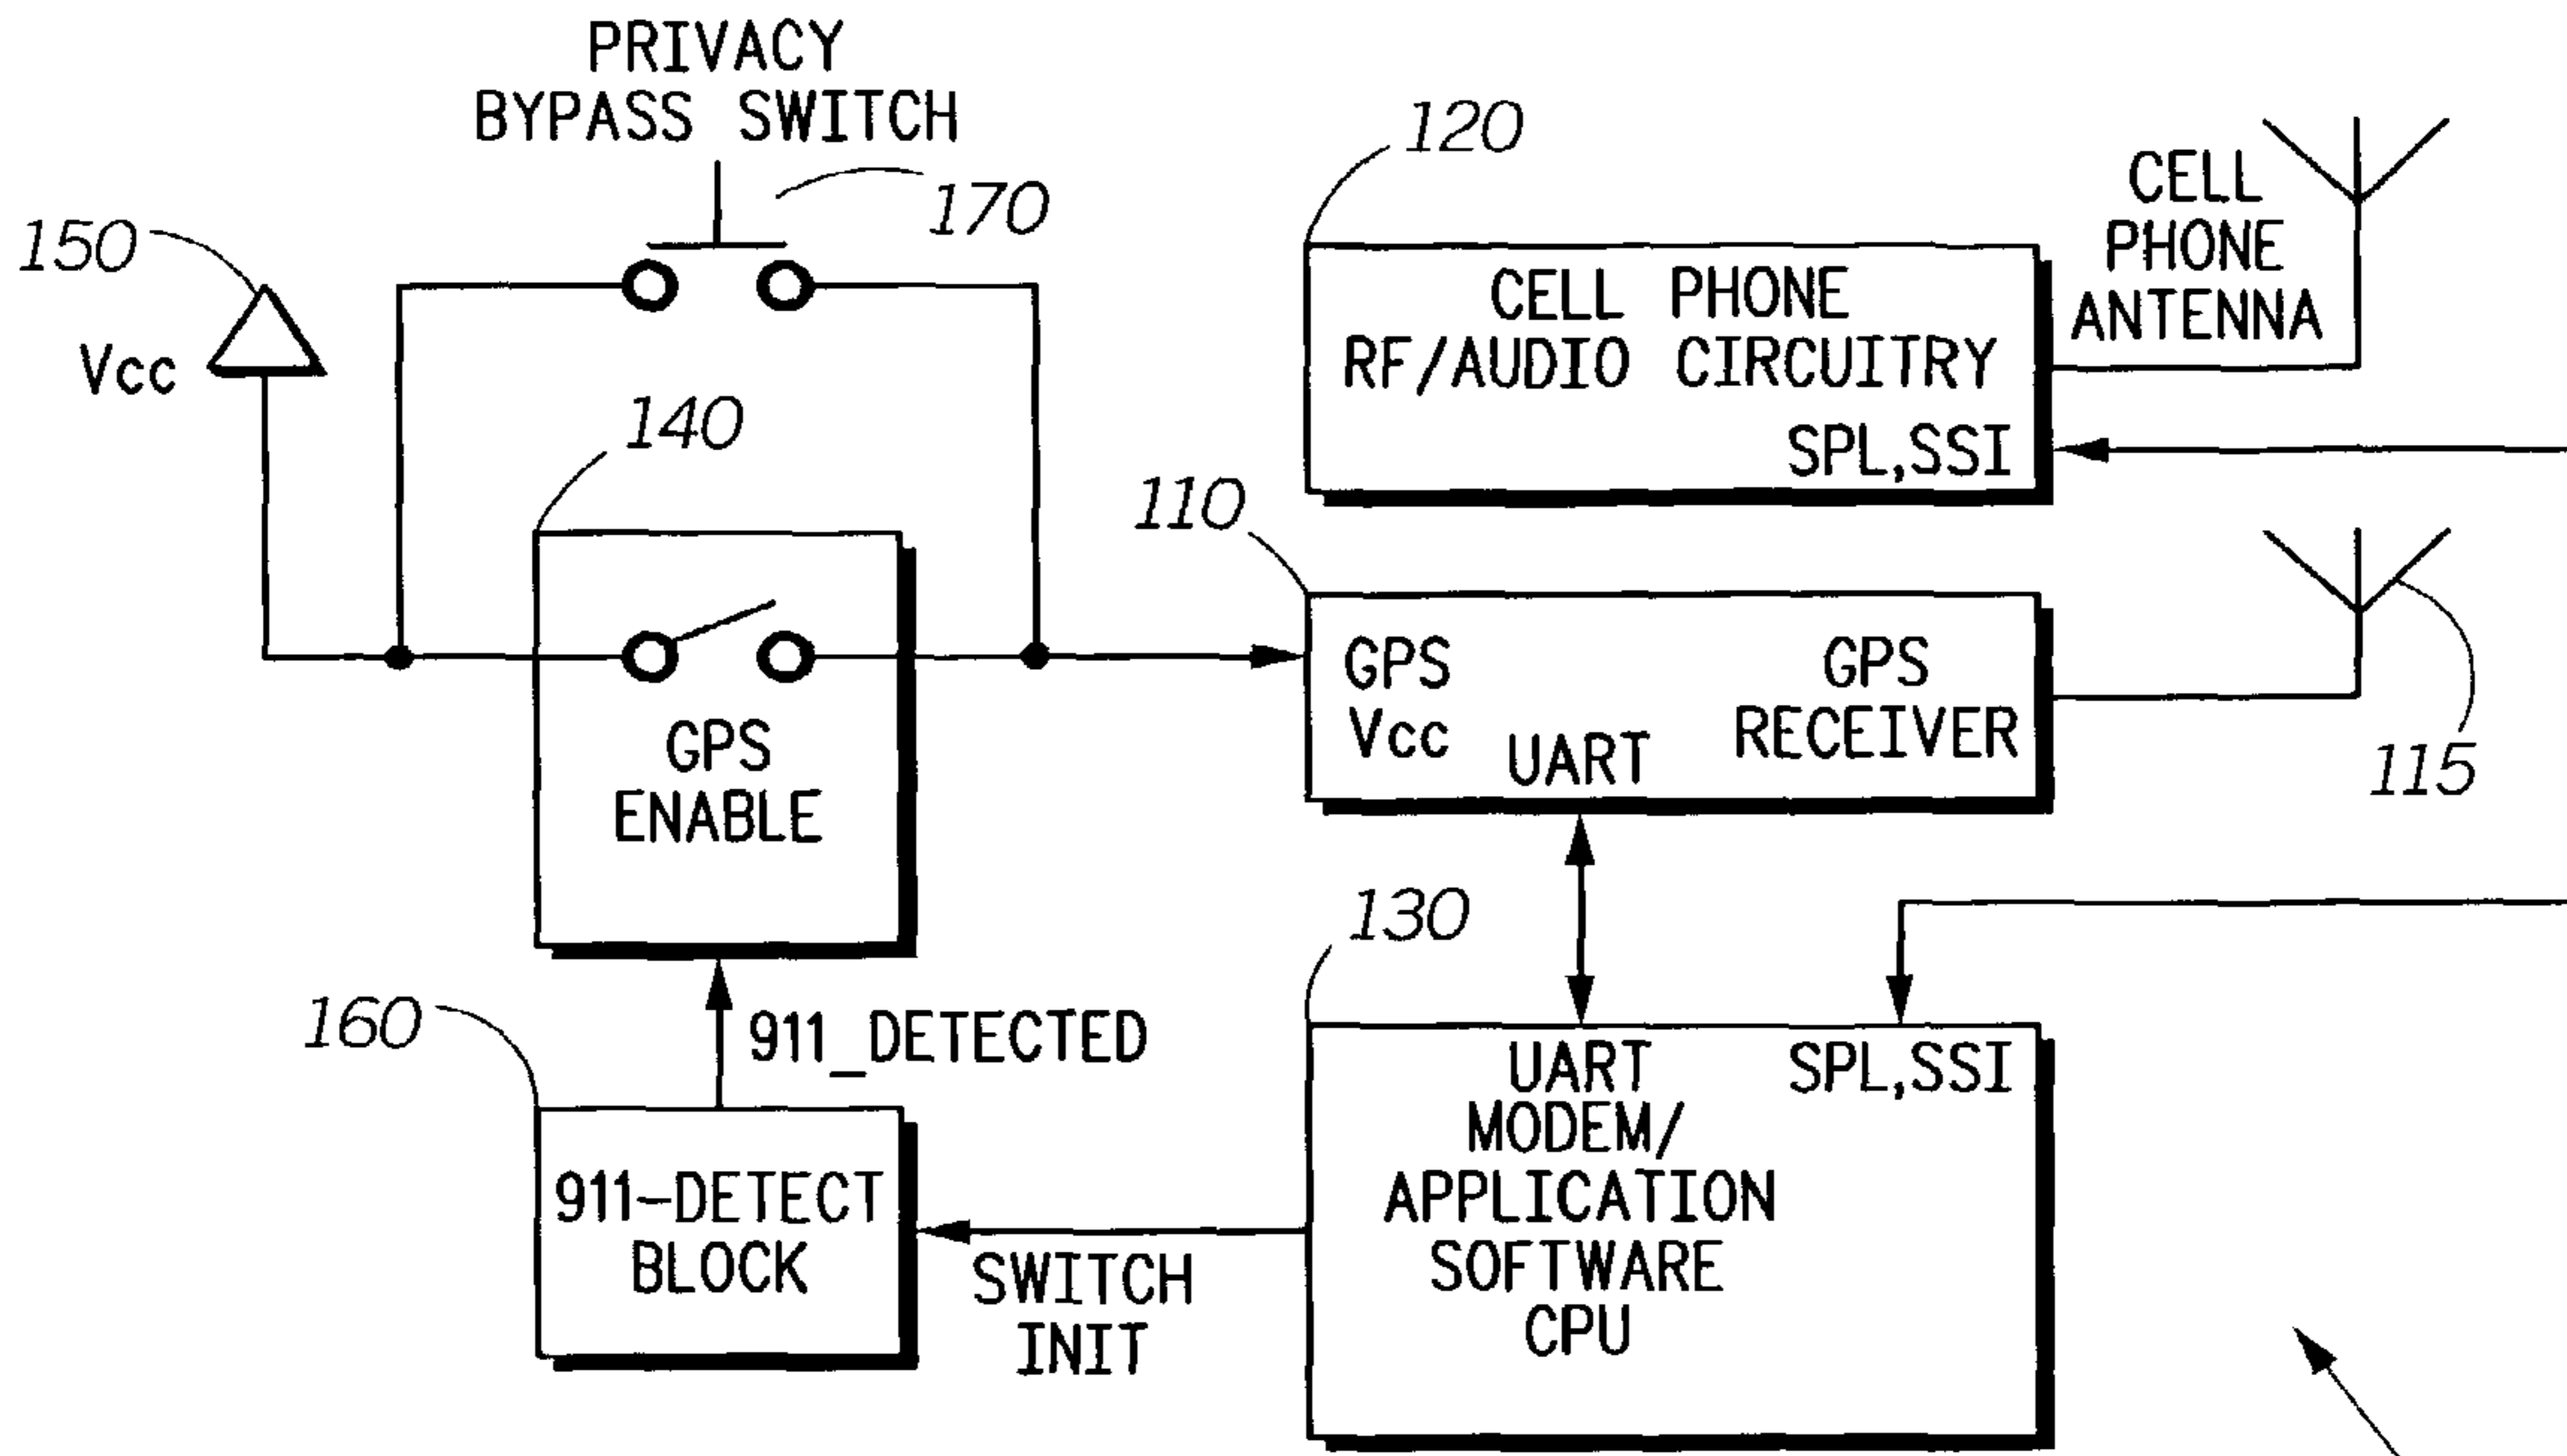 PRIVACY
BYPASS SWITCH
170
150
Vcc
140
GPS
ENABLE
120
CELL PHONE
RF/AUDIO CIRCUITRY
SPL,SSI
CELL
PHONE
ANTENNA
110
GPS
Vcc
UART
GPS
RECEIVER
115
130
UART
SPL,SSI
MODEM/
APPLICATION
SOFTWARE
CPU
160
911_DETECTED
911-DETECT
BLOCK
SWITCH
INIT